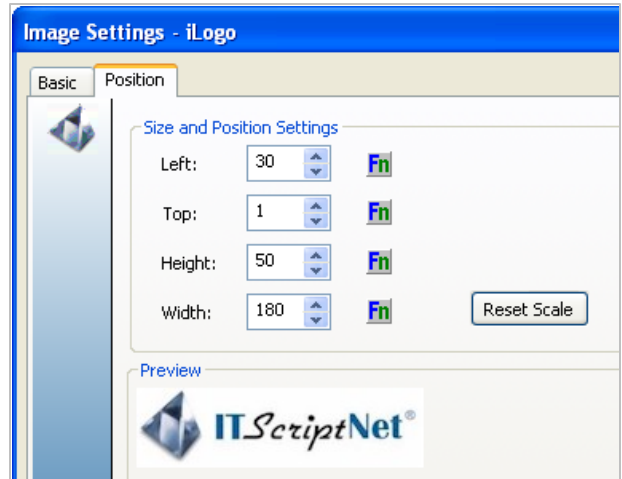 Image Settings - iLogo
Basic Position
Size and Position Settings
Left: 30 Fn
Top: 1 Fn
Height: 50 Fn
Width: 180 Fn Reset Scale
Preview
ITScriptNet®